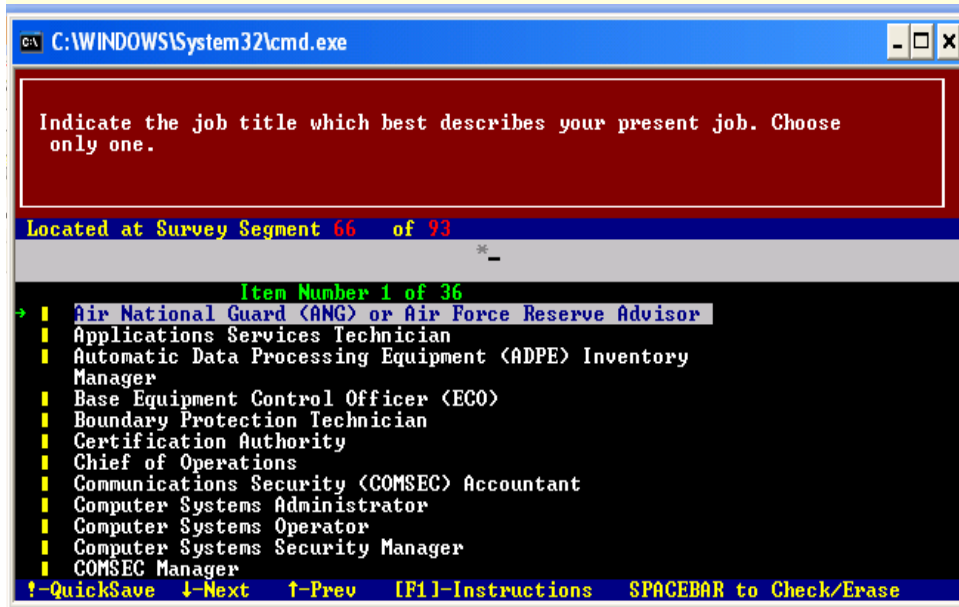 C:\WINDOWS\System32\cmd.exe
Indicate the job title which best describes your present job. Choose
only one.
Located at Survey Segment 66 of 93
*_
Item Number 1 of 36
→ Air National Guard (ANG) or Air Force Reserve Advisor
Applications Services Technician
Automatic Data Processing Equipment (ADPE) Inventory
Manager
Base Equipment Control Officer (ECO)
Boundary Protection Technician
Certification Authority
Chief of Operations
Communications Security (COMSEC) Accountant
Computer Systems Administrator
Computer Systems Operator
Computer Systems Security Manager
COMSEC Manager
!-QuickSave ↓-Next ↑-Prev [F1]-Instructions SPACEBAR to Check/Erase